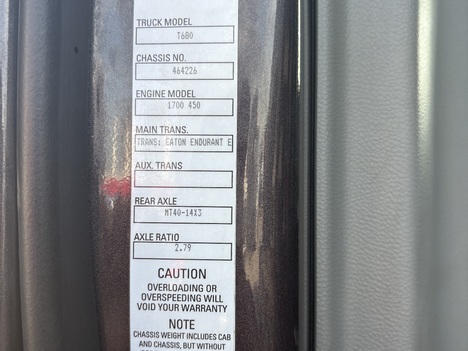 TRUCK MODEL
T680
CHASSIS NO.
464226
ENGINE MODEL
1700 450
MAIN TRANS.
TRANS: EATON ENDURANT E
AUX. TRANS
REAR AXLE
MT40-14X3
AXLE RATIO
2.79
CAUTION
OVERLOADING OR
OVERSPEEDING WILL
VOID YOUR WARRANTY
NOTE
CHASSIS WEIGHT INCLUDES CAB
AND CHASSIS, BUT WITHOUT